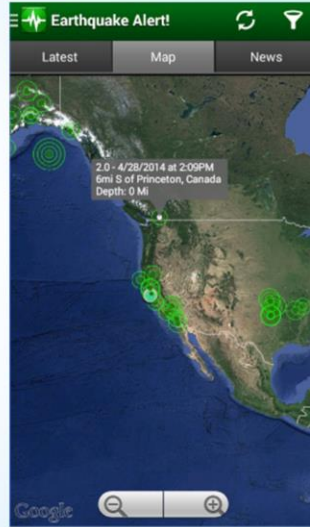 Earthquake Alert!
Latest Map News
2.0 - 4/28/2014 at 2:09PM
6mi S of Princeton, Canada
Depth: 0 Mi
Google